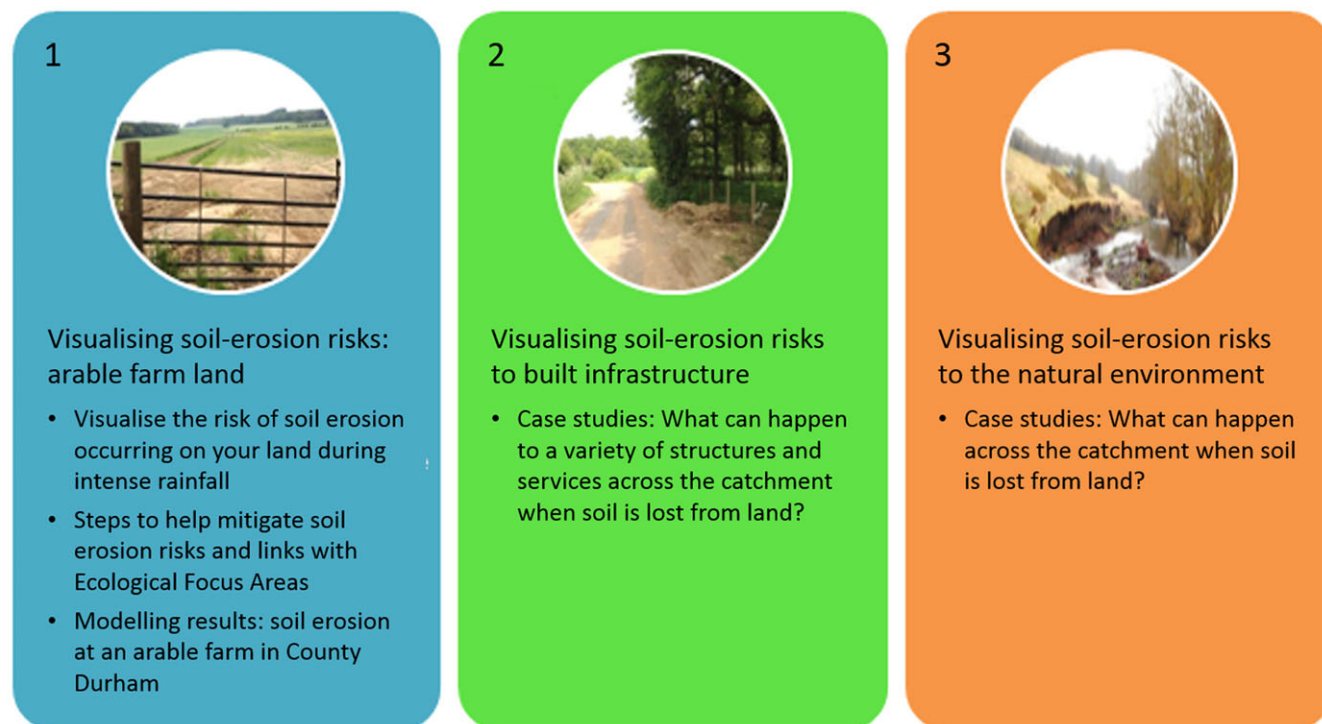 1
Visualising soil-erosion risks:
arable farm land
• Visualise the risk of soil erosion
occurring on your land during
intense rainfall
• Steps to help mitigate soil
erosion risks and links with
Ecological Focus Areas
• Modelling results: soil erosion
at an arable farm in County
Durham
2
Visualising soil-erosion risks
to built infrastructure
• Case studies: What can happen
to a variety of structures and
services across the catchment
when soil is lost from land?
3
Visualising soil-erosion risks
to the natural environment
• Case studies: What can happen
across the catchment when soil
is lost from land?